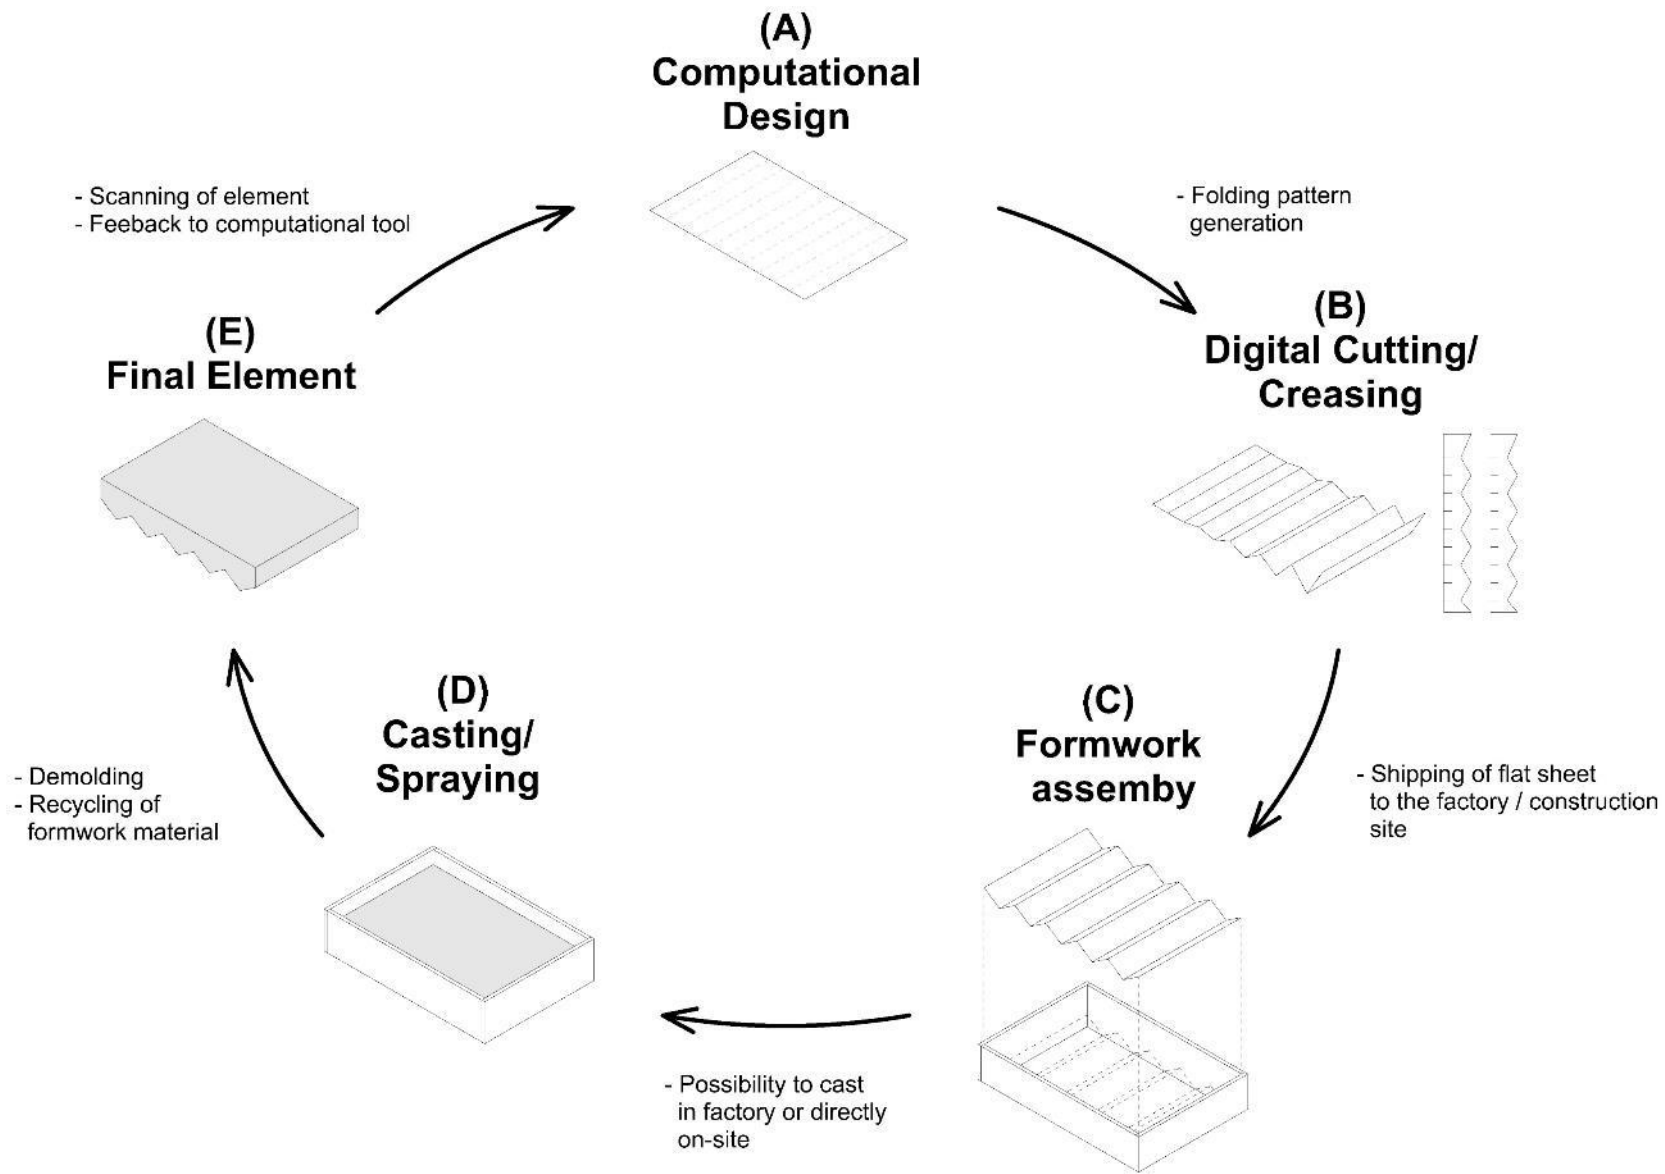 (A)
Computational
Design
- Folding pattern
generation
(B)
Digital Cutting/
Creasing
- Shipping of flat sheet
to the factory / construction
site
(C)
Formwork
assemby
- Possibility to cast
in factory or directly
on-site
(D)
Casting/
Spraying
- Demolding
- Recycling of
formwork material
(E)
Final Element
- Scanning of element
- Feeback to computational tool